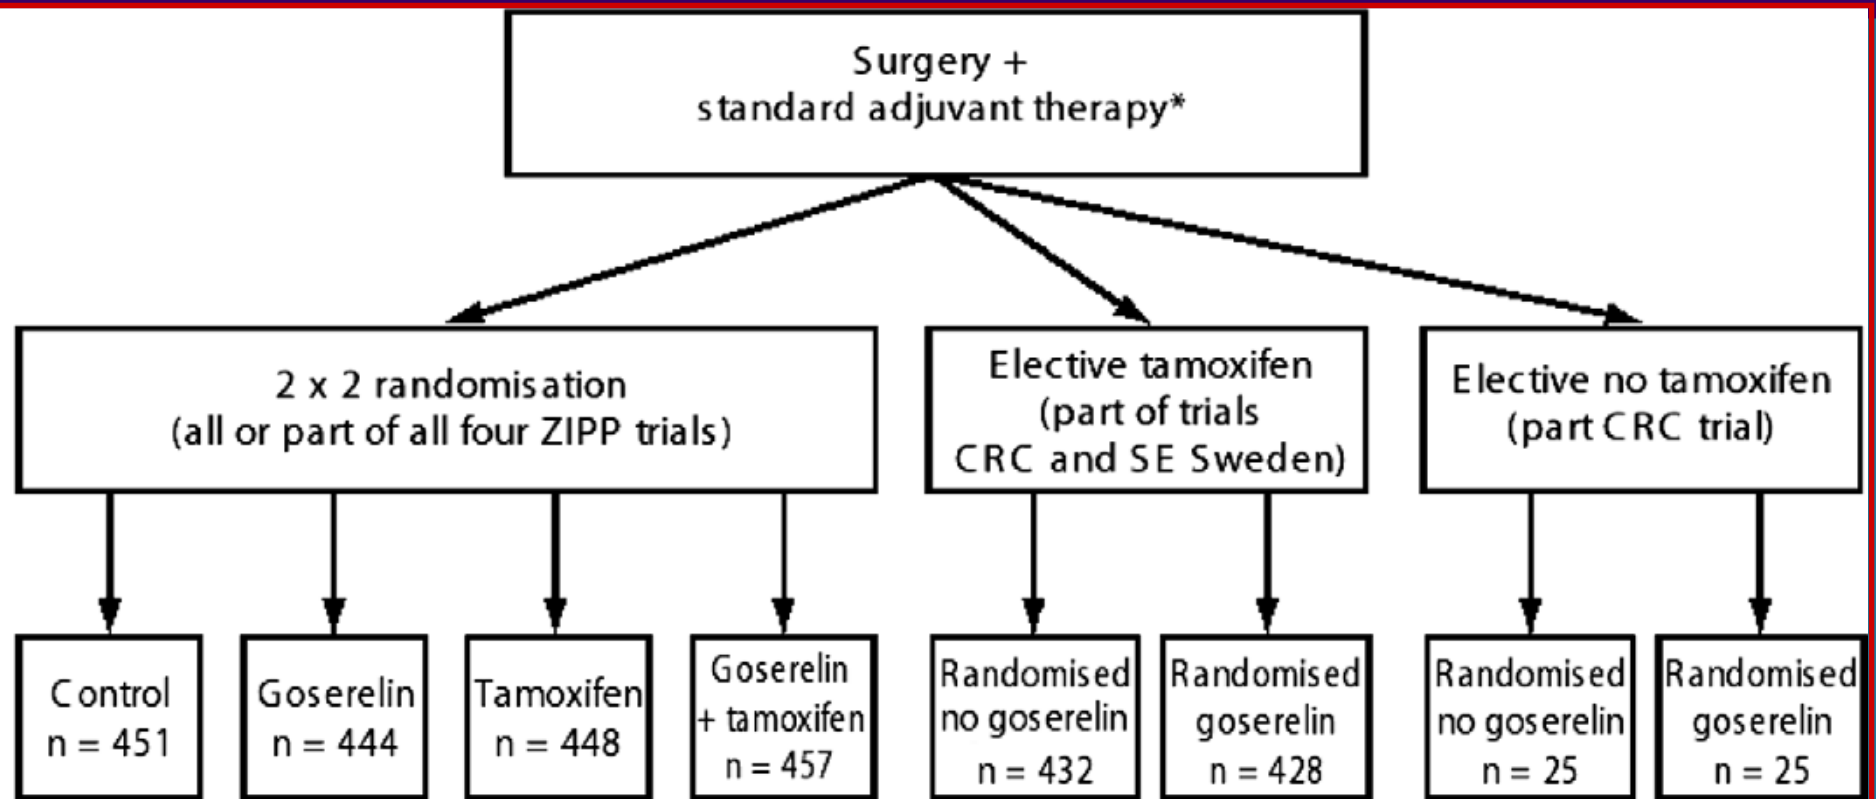 Surgery +
standard adjuvant therapy*
2 x 2 randomisation
(all or part of all four ZIPP trials)
Elective tamoxifen
(part of trials
CRC and SE Sweden)
Elective no tamoxifen
(part CRC trial)
Control
n = 451
Goserelin
n = 444
Tamoxifen
n = 448
Goserelin
+ tamoxifen
n = 457
Randomised
no goserelin
n = 432
Randomised
goserelin
n = 428
Randomised
no goserelin
n = 25
Randomised
goserelin
n = 25